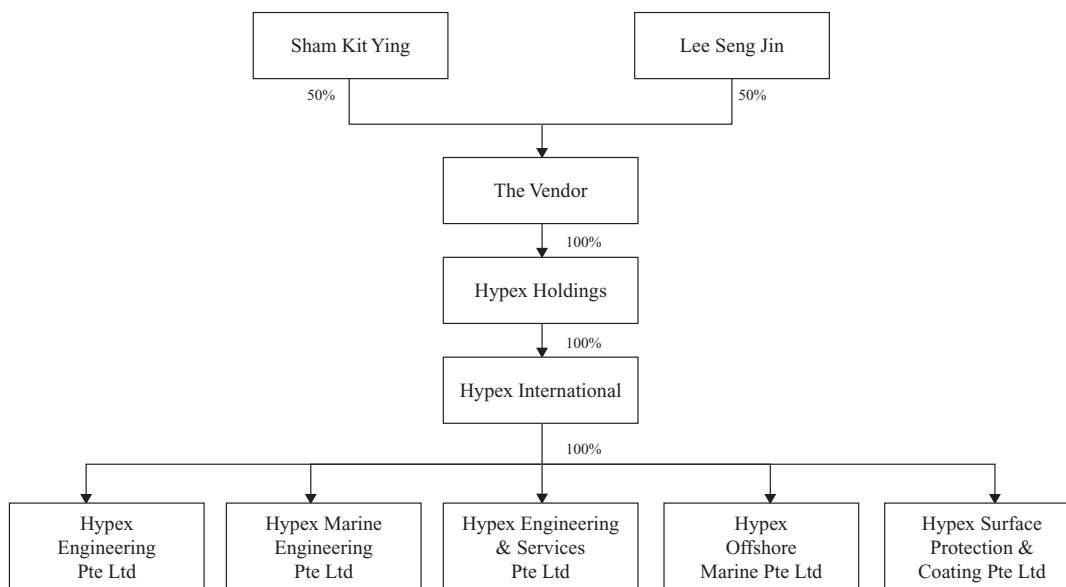 Sham Kit Ying
Lee Seng Jin
50%
50%
The Vendor
100%
Hypex Holdings
100%
Hypex International
100%
Hypex
Engineering
Pte Ltd
Hypex Marine
Engineering
Pte Ltd
Hypex Engineering
& Services
Pte Ltd
Hypex
Offshore
Marine Pte Ltd
Hypex Surface
Protection &
Coating Pte Ltd